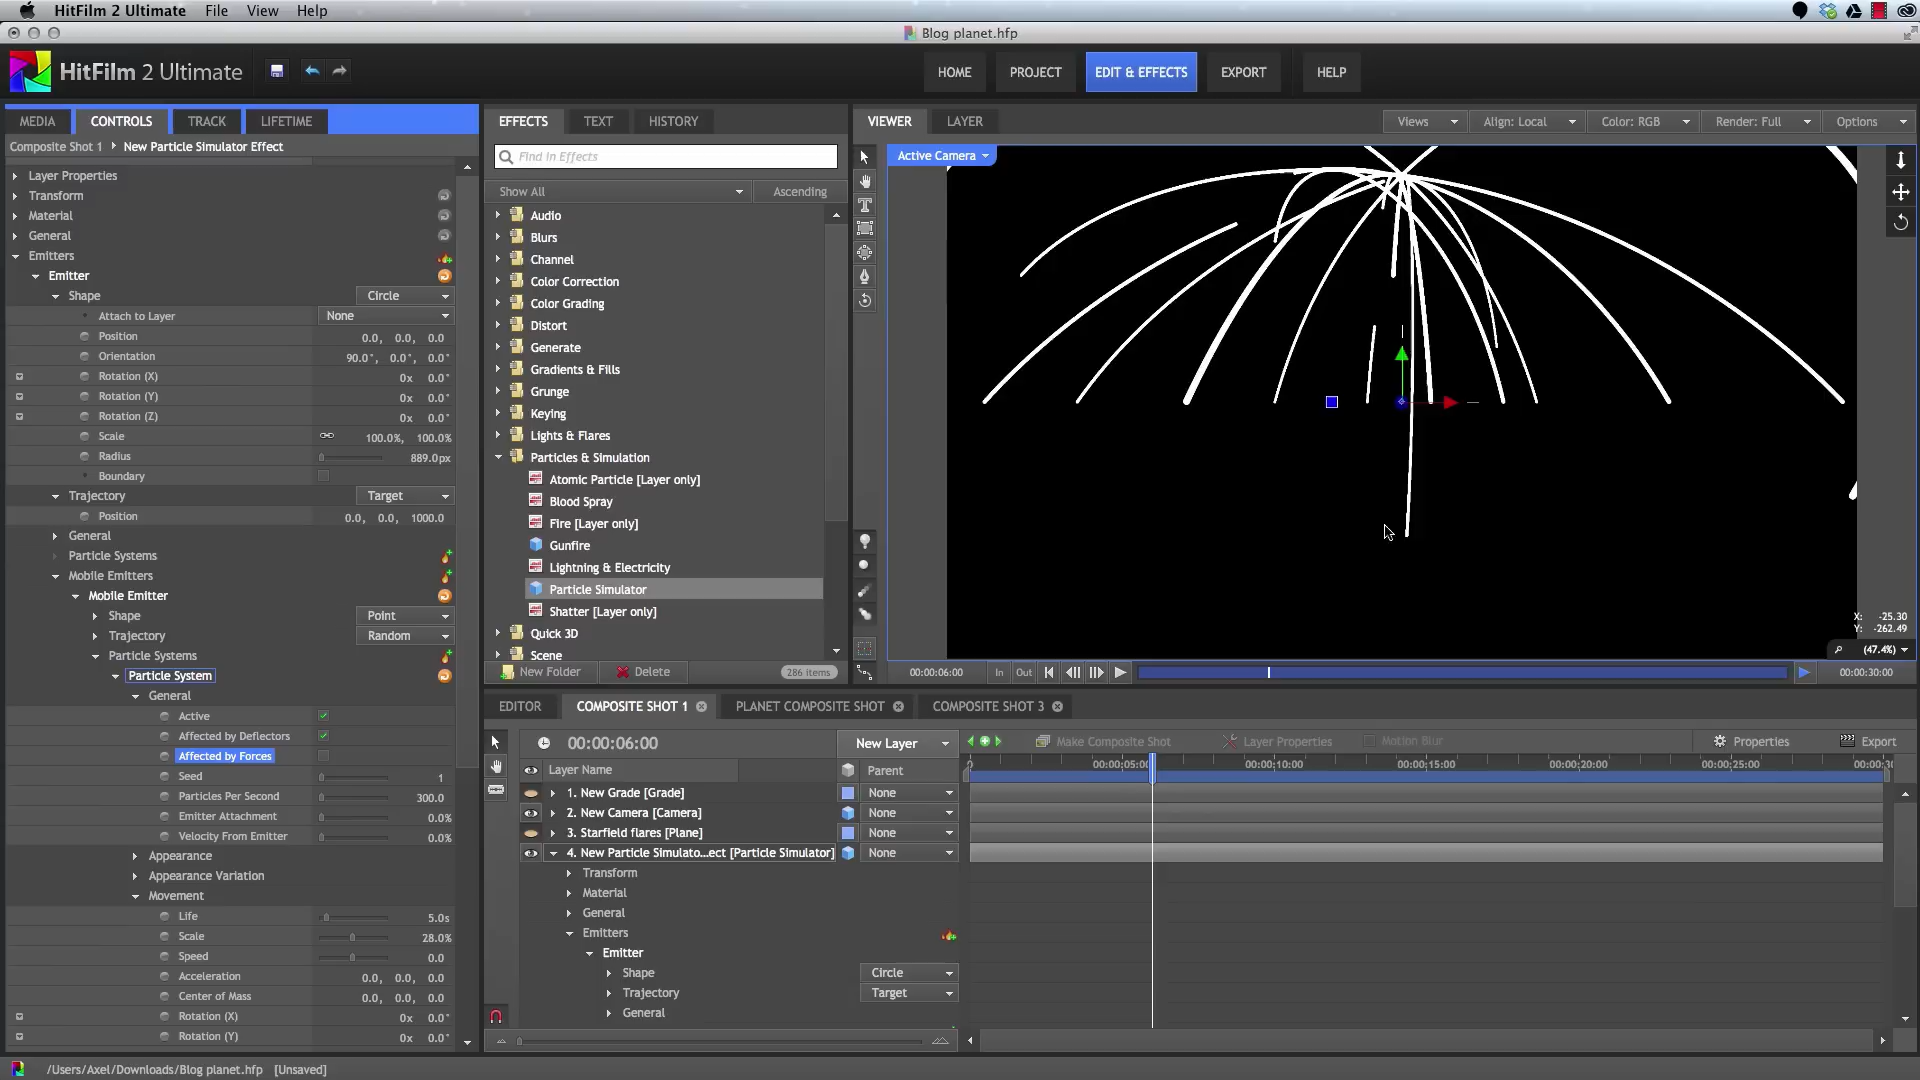 HitFilm 2 Ultimate File View Help
Blog planet.hfp
HitFilm 2 Ultimate
HOME PROJECT EDIT & EFFECTS EXPORT HELP
MEDIA CONTROLS TRACK LIFETIME
Composite Shot 1 New Particle Simulator Effect
Layer Properties
Transform
Material
General
Emitters
Emitter
Shape Circle
Attach to Layer None
Position 0.0, 0.0, 0.0
Orientation 90.0°, 0.0°, 0.0°
Rotation (X) 0x 0.0°
Rotation (Y) 0x 0.0°
Rotation (Z) 0x 0.0°
Scale 100.0%, 100.0%
Radius 889.0px
Boundary
Trajectory Target
Position 0.0, 0.0, 1000.0
General
Particle Systems
Mobile Emitters
Mobile Emitter
Shape Point
Trajectory Random
Particle Systems
Particle System
General
Active
Affected by Deflectors
Affected by Forces
Seed 1
Particles Per Second 300.0
Emitter Attachment 0.0%
Velocity From Emitter 0.0%
Appearance
Appearance Variation
Movement
Life 5.0s
Scale 28.0%
Speed 0.0
Acceleration 0.0, 0.0, 0.0
Center of Mass 0.0, 0.0, 0.0
Rotation (X) 0x 0.0°
Rotation (Y) 0x 0.0°
EFFECTS TEXT HISTORY
Find in Effects
Show All Ascending
Audio
Blurs
Channel
Color Correction
Color Grading
Distort
Generate
Gradients & Fills
Grunge
Keying
Lights & Flares
Particles & Simulation
Atomic Particle [Layer only]
Blood Spray
Fire [Layer only]
Gunfire
Lightning & Electricity
Particle Simulator
Shatter [Layer only]
Quick 3D
Scene
New Folder Delete 286 items
VIEWER LAYER Views Align: Local Color: RGB Render: Full Options
Active Camera
X: -25.30
Y: -262.49
(47.4%)
00:00:06:00 In Out 00:00:30:00
EDITOR COMPOSITE SHOT 1 PLANET COMPOSITE SHOT COMPOSITE SHOT 3
00:00:06:00 New Layer Make Composite Shot Layer Properties Motion Blur Properties Export
Layer Name Parent
0 00:00:05:00 00:00:10:00 00:00:15:00 00:00:20:00 00:00:25:00 00:00:30
1. New Grade [Grade] None
2. New Camera [Camera] None
3. Starfield flares [Plane] None
4. New Particle Simulato...ect [Particle Simulator] None
Transform
Material
General
Emitters
Emitter
Shape Circle
Trajectory Target
General
/Users/Axel/Downloads/Blog planet.hfp [Unsaved]